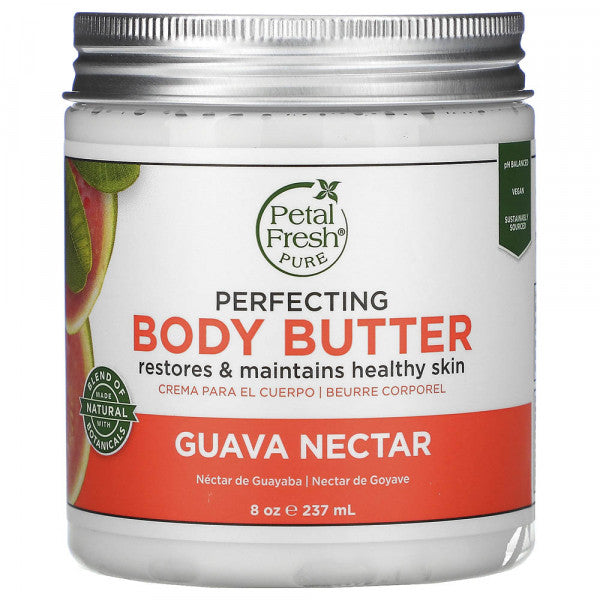 Petal
Fresh®
PURE
pH BALANCED
VEGAN
SUSTAINABLY
SOURCED
PERFECTING
BODY BUTTER
restores & maintains healthy skin
CREMA PARA EL CUERPO | BEURRE CORPOREL
BLEND OF
MADE
NATURAL
WITH
BOTANICALS
GUAVA NECTAR
Néctar de Guayaba | Nectar de Goyave
8 oz ℮ 237 mL